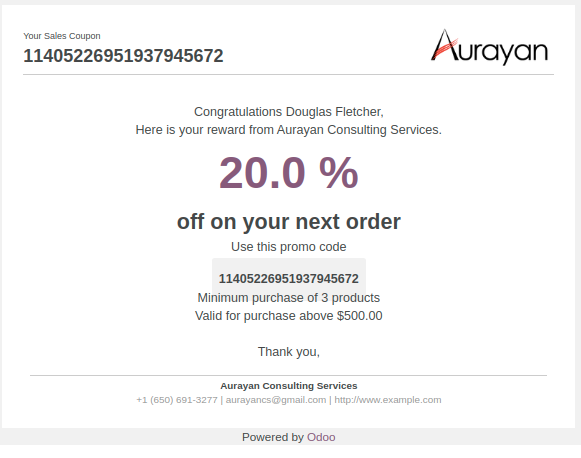 Your Sales Coupon
11405226951937945672
Aurayan
Congratulations Douglas Fletcher,
Here is your reward from Aurayan Consulting Services.
20.0 %
off on your next order
Use this promo code
11405226951937945672
Minimum purchase of 3 products
Valid for purchase above $500.00
Thank you,
Aurayan Consulting Services
+1 (650) 691-3277 | aurayancs@gmail.com | http://www.example.com
Powered by Odoo